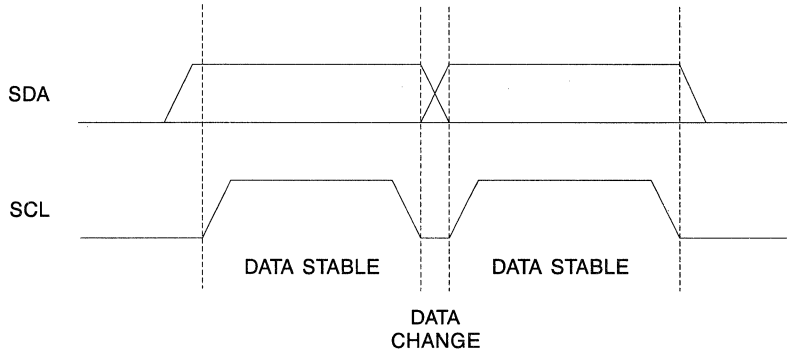 SDA
SCL
DATA STABLE
DATA STABLE
DATA
CHANGE